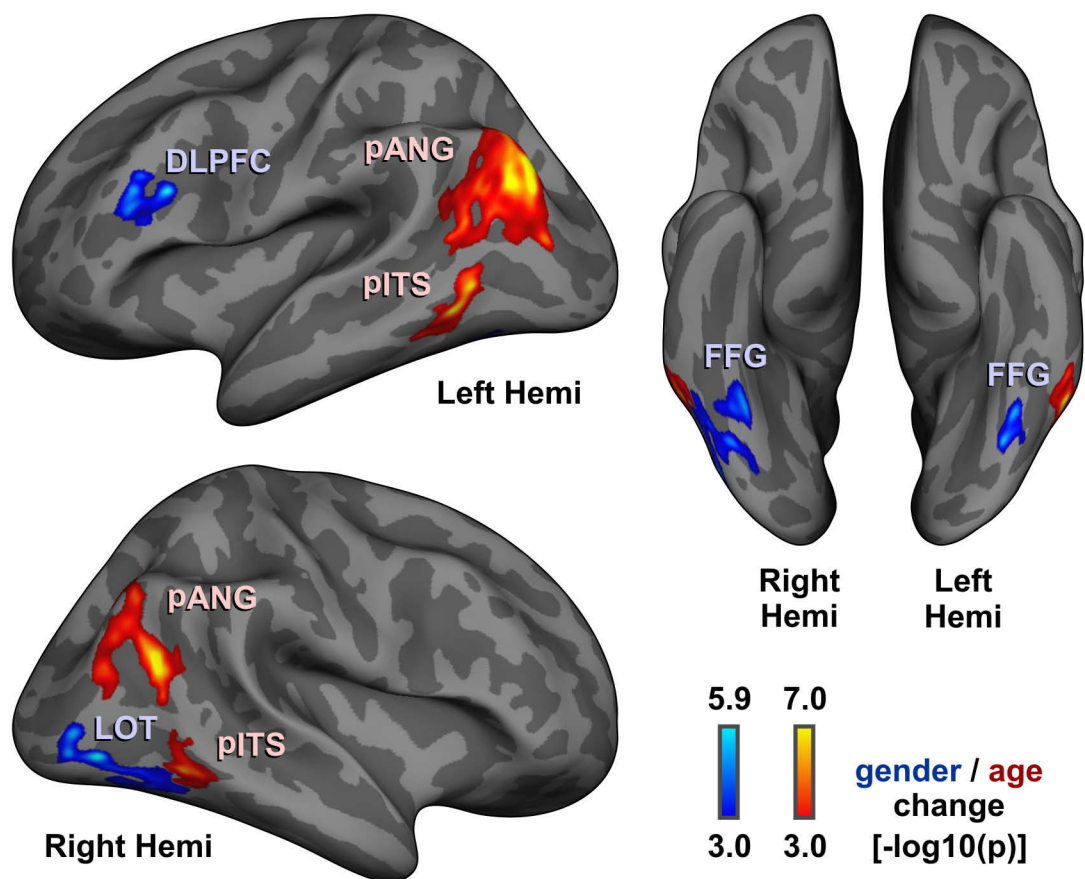 DLPFC
pANG
pITS
Left Hemi
FFG
FFG
Right
Hemi
Left
Hemi
pANG
LOT
pITS
Right Hemi
5.9 7.0
gender / age
change
3.0 3.0 [-log10(p)]